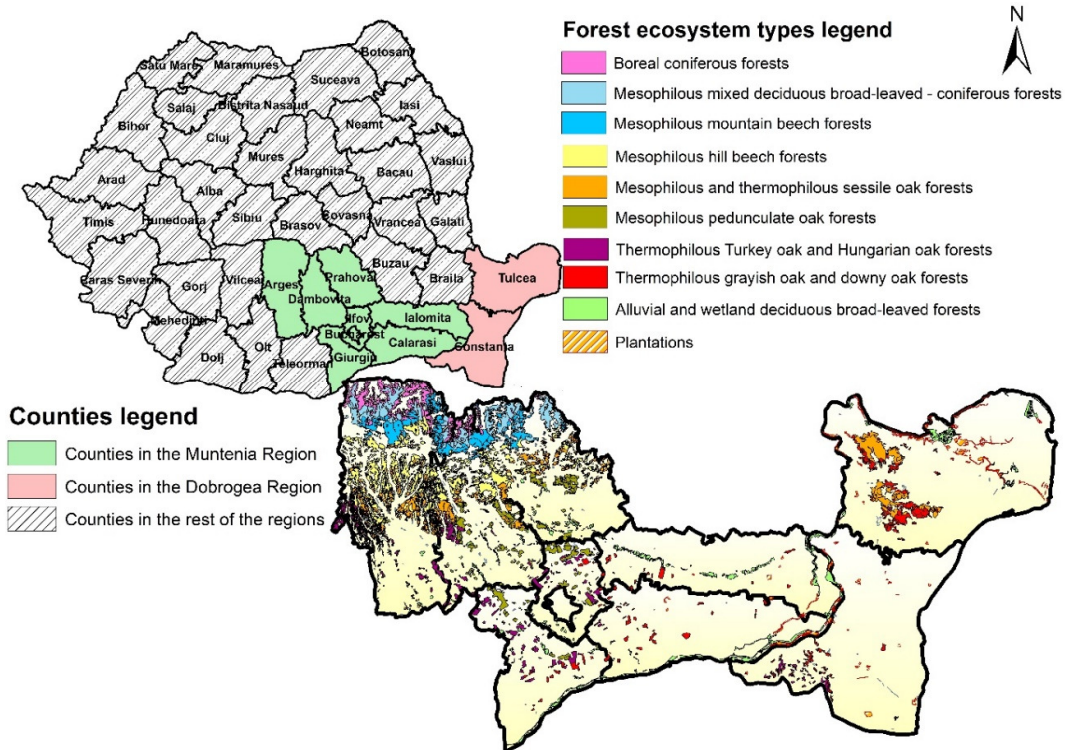 N
Forest ecosystem types legend
Boreal coniferous forests
Mesophilous mixed deciduous broad-leaved - coniferous forests
Mesophilous mountain beech forests
Mesophilous hill beech forests
Mesophilous and thermophilous sessile oak forests
Mesophilous pedunculate oak forests
Thermophilous Turkey oak and Hungarian oak forests
Thermophilous grayish oak and downy oak forests
Alluvial and wetland deciduous broad-leaved forests
Plantations
Botosani
Satu Mare
Maramures
Suceava
Salaj
Bistrita Nasaud
Iasi
Bihor
Cluj
Neamt
Mures
Harghita
Bacau
Vaslui
Arad
Alba
Timis
Hunedoara
Sibiu
Brasov
Covasna
Vrancea
Galati
Caras Severin
Gorj
Vilcea
Arges
Prahova
Buzau
Braila
Tulcea
Dambovita
Mehedinti
Ilfov
Ialomita
Bucharest
Calarasi
Constanta
Dolj
Olt
Teleorman
Giurgiu
Counties legend
Counties in the Muntenia Region
Counties in the Dobrogea Region
Counties in the rest of the regions